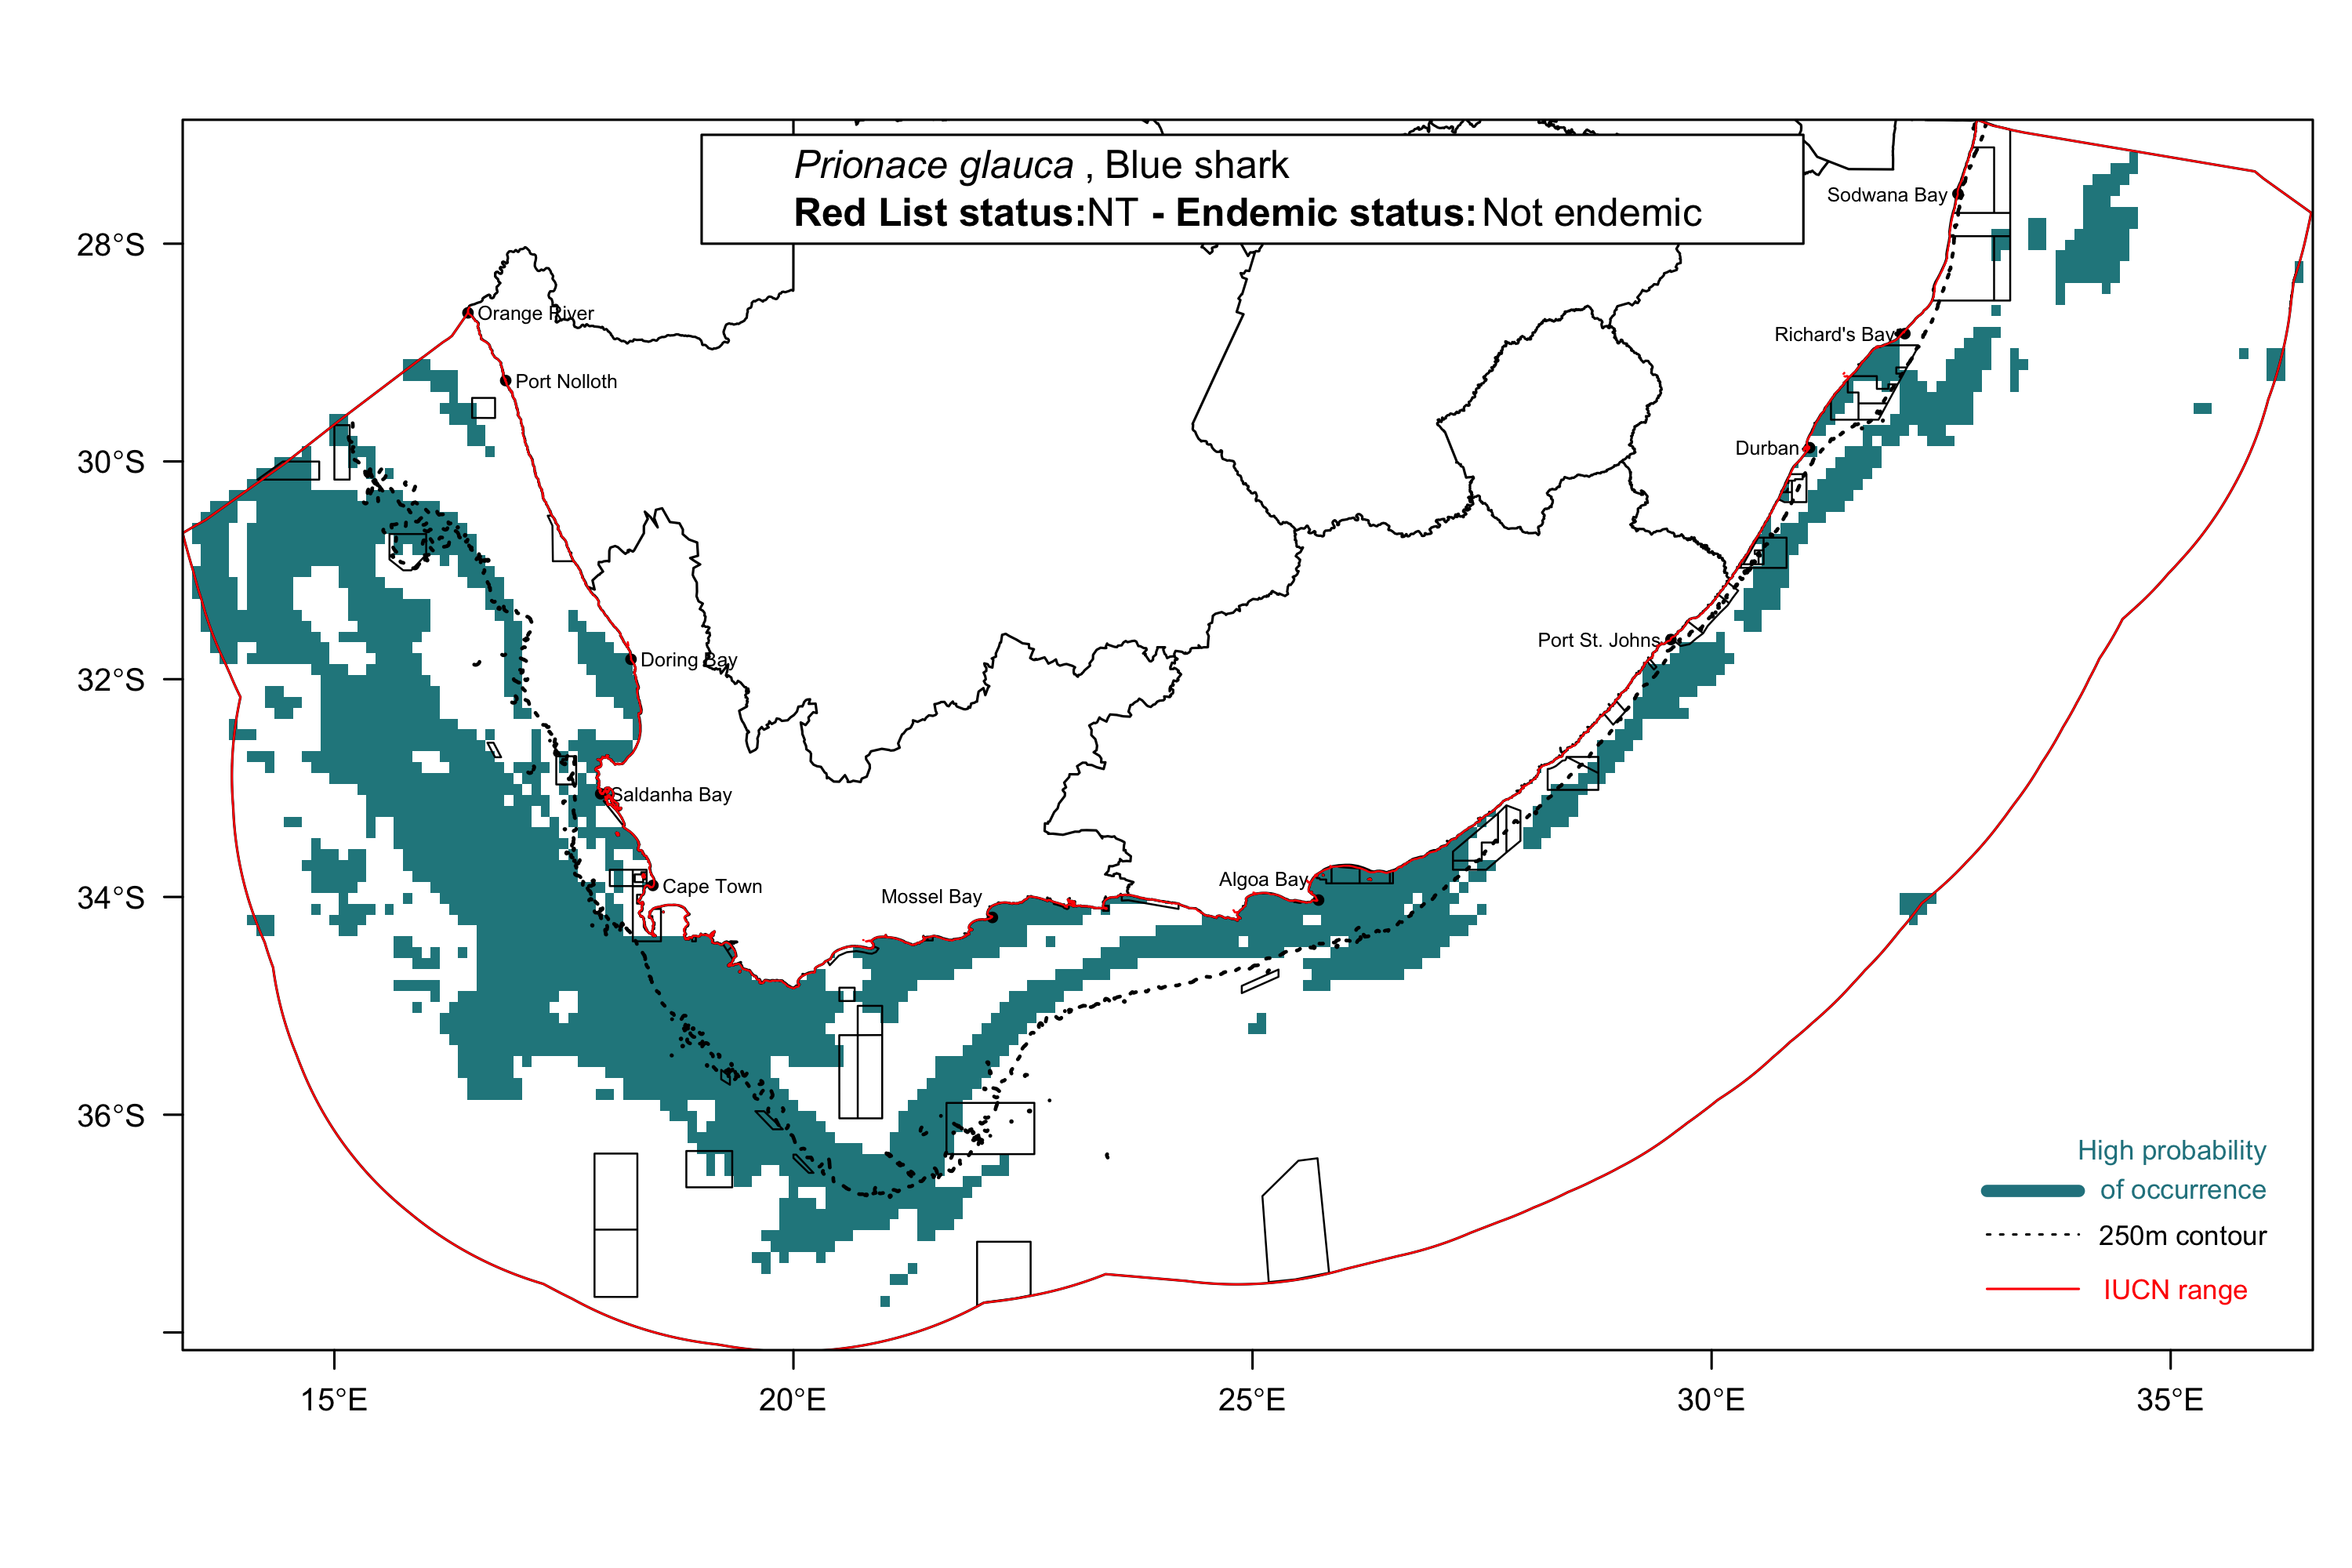 Prionace glauca , Blue shark
Red List status:NT - Endemic status: Not endemic
Sodwana Bay
28°S
Orange River
Richard's Bay
Port Nolloth
Durban
30°S
Port St. Johns
Doring Bay
32°S
Saldanha Bay
Cape Town
Algoa Bay
Mossel Bay
34°S
36°S
High probability
of occurrence
250m contour
IUCN range
15°E
20°E
25°E
30°E
35°E